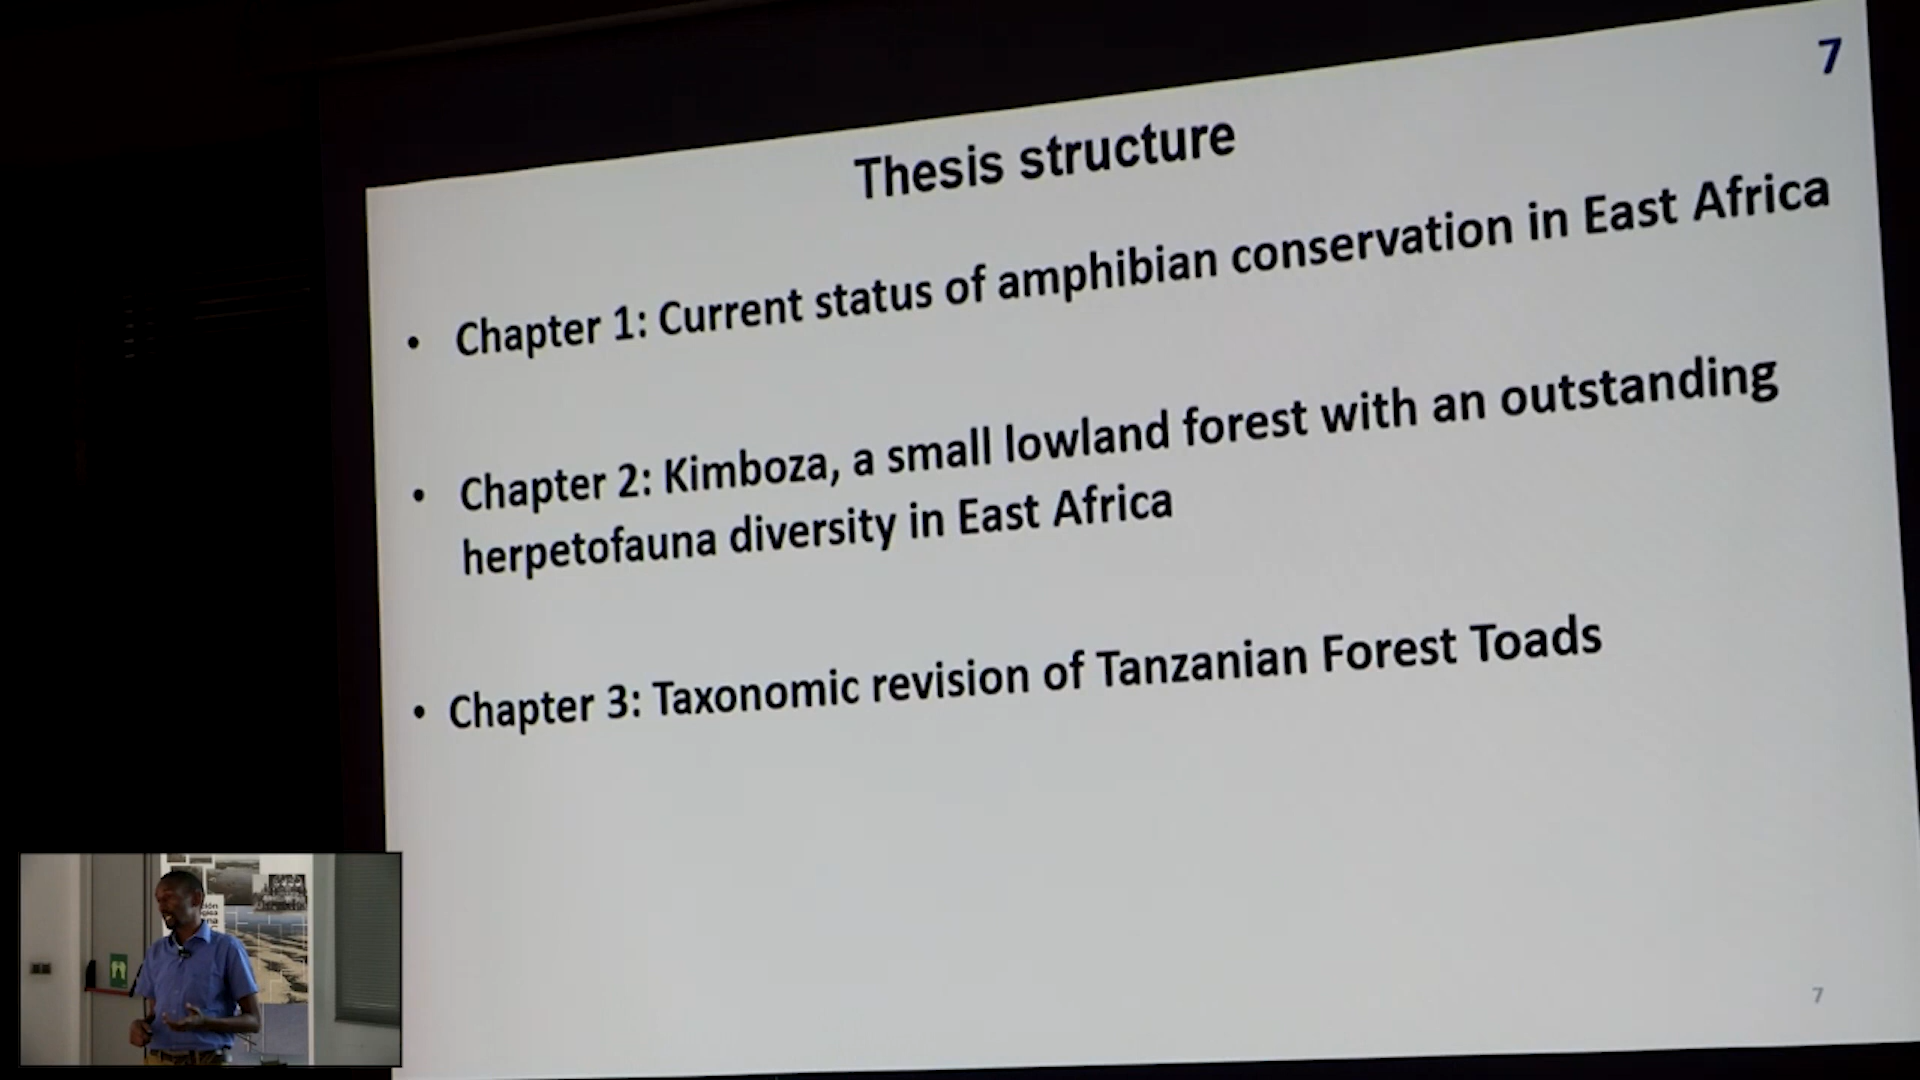 7
Thesis structure
• Chapter 1: Current status of amphibian conservation in East Africa
• Chapter 2: Kimboza, a small lowland forest with an outstanding
herpetofauna diversity in East Africa
• Chapter 3: Taxonomic revision of Tanzanian Forest Toads
7